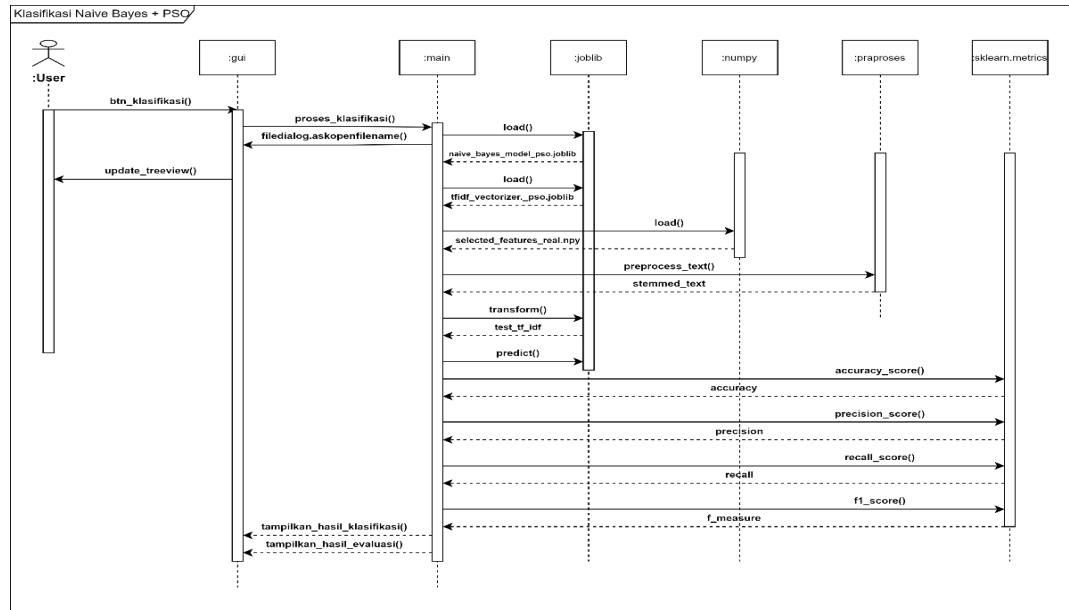 Klasifikasi Naive Bayes + PSO
:User
:gui
:main
:joblib
:numpy
:praproses
:sklearn.metrics
btn_klasifikasi()
proses_klasifikasi()
load()
filedialog.askopenfilename()
naive_bayes_model_pso.joblib
update_treeview()
load()
tfidf_vectorizer._pso.joblib
load()
selected_features_real.npy
preprocess_text()
stemmed_text
transform()
test_tf_idf
predict()
accuracy_score()
accuracy
precision_score()
precision
recall_score()
recall
f1_score()
f_measure
tampilkan_hasil_klasifikasi()
tampilkan_hasil_evaluasi()